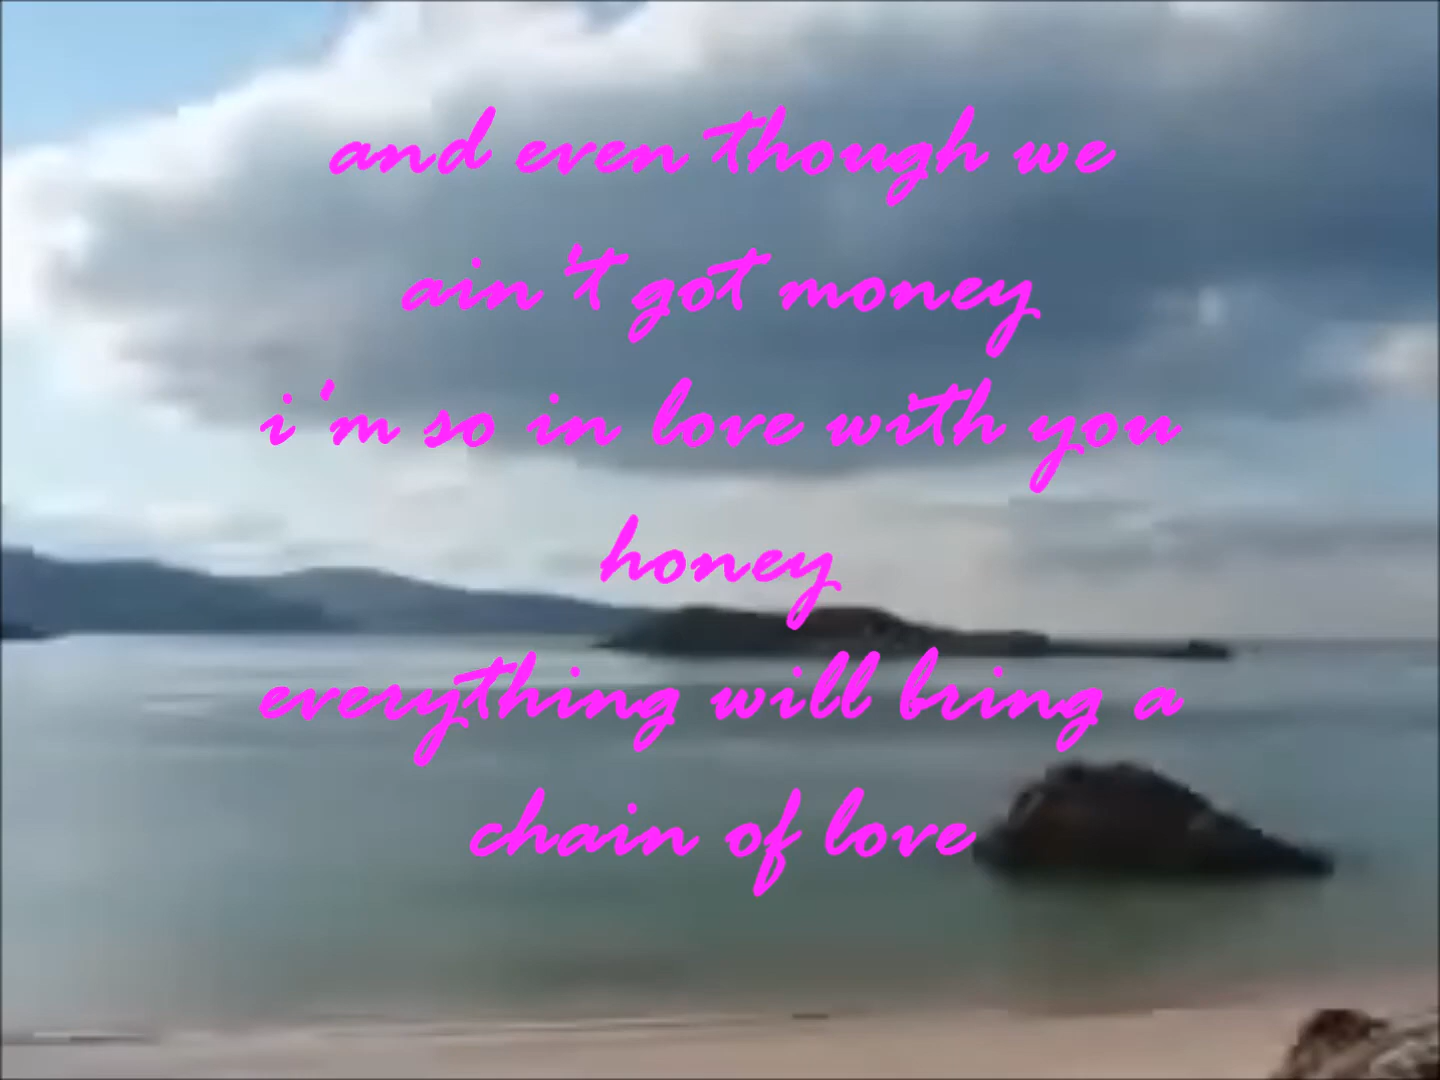 and even though we
ain't got money
i'm so in love with you
honey
everything will bring a
chain of love